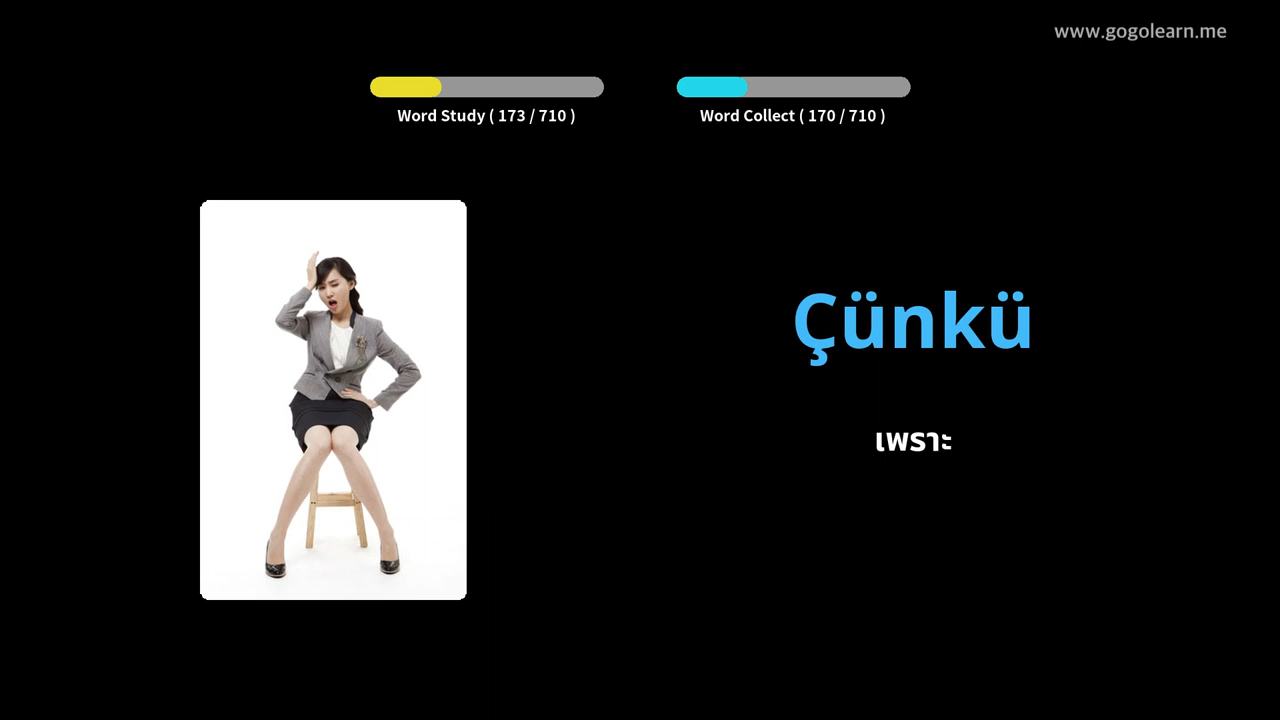 www.gogolearn.me
Word Study ( 173 / 710 )
Word Collect ( 170 / 710 )
Çünkü
เพราะ